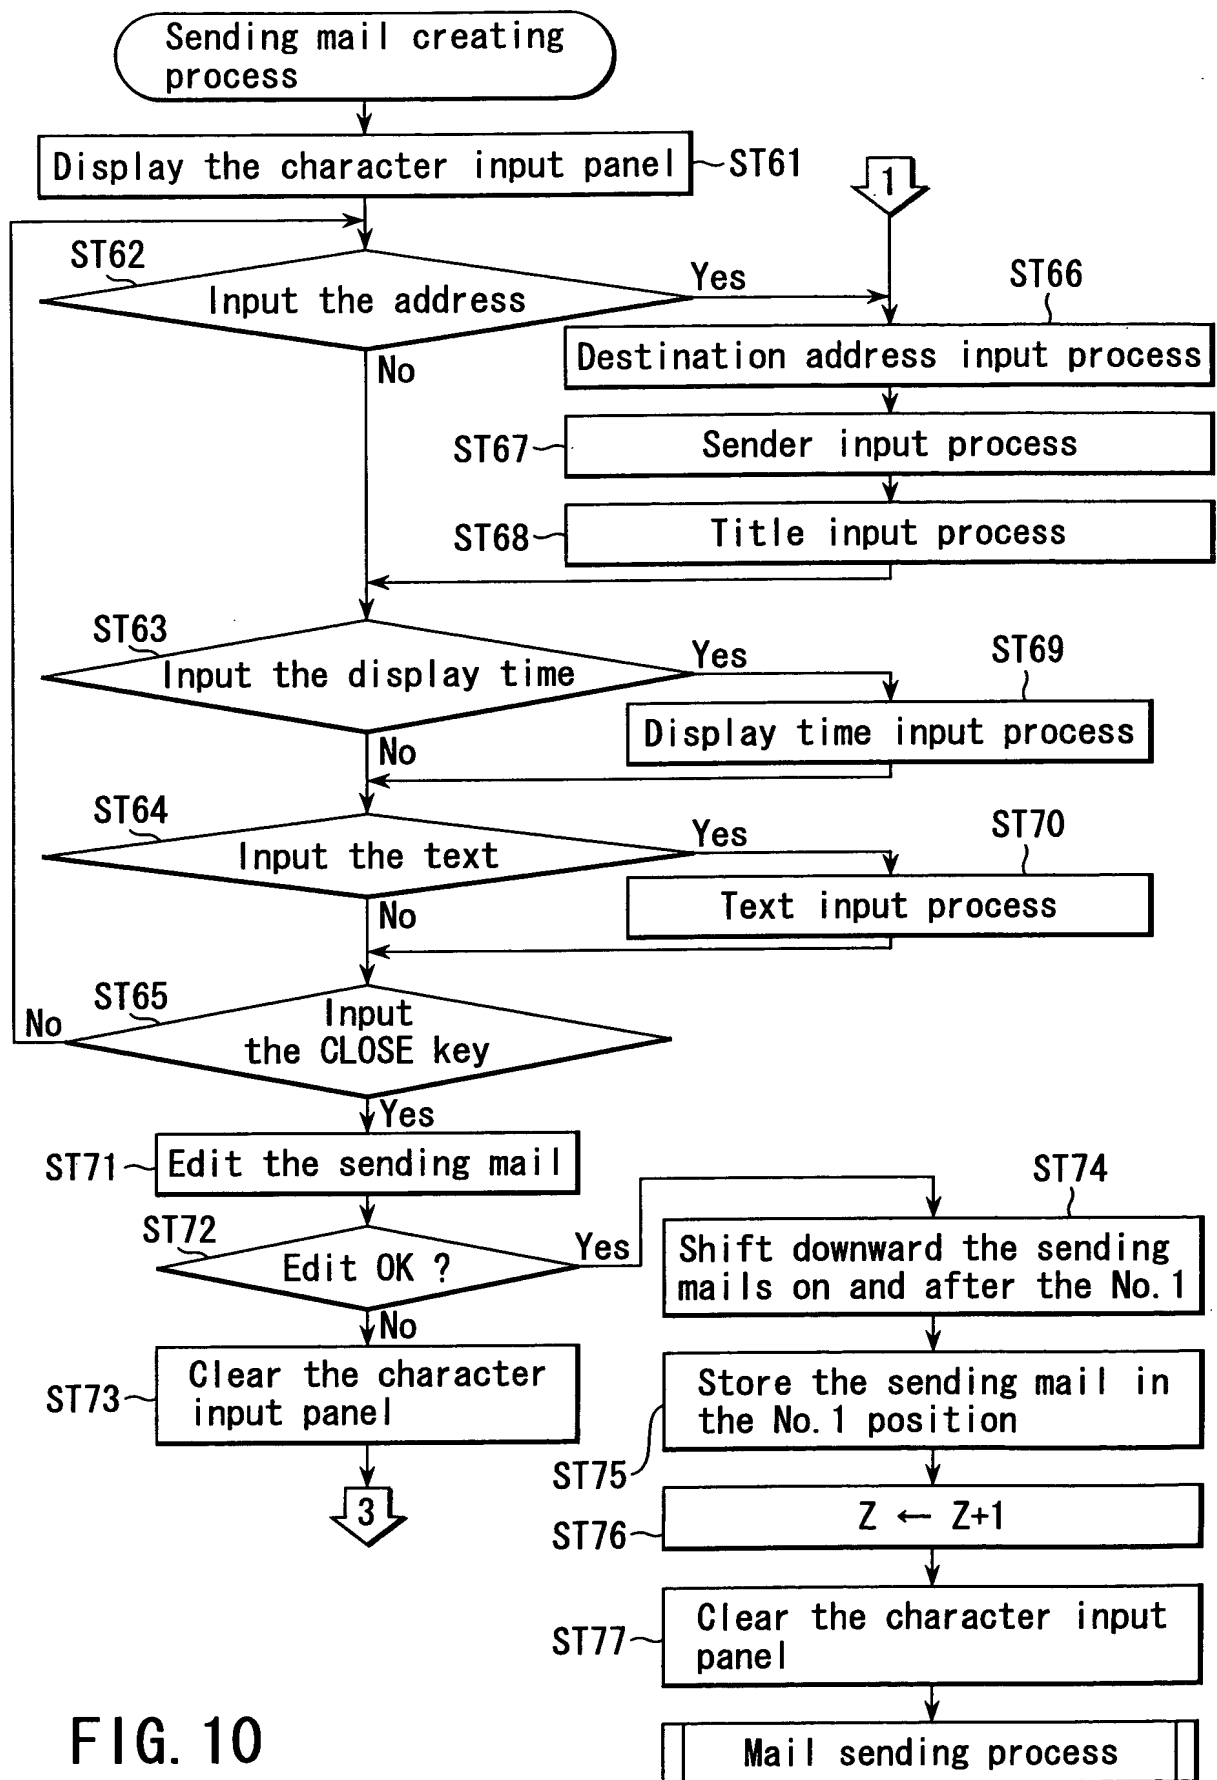 Sending mail creating
process
Display the character input panel
ST61
1
ST62
Input the address
Yes
No
ST66
Destination address input process
ST67
Sender input process
ST68
Title input process
ST63
Input the display time
Yes
No
ST69
Display time input process
ST64
Input the text
Yes
No
ST70
Text input process
ST65
Input
the CLOSE key
No
Yes
ST71
Edit the sending mail
ST72
Edit OK ?
Yes
No
ST73
Clear the character
input panel
3
ST74
Shift downward the sending
mails on and after the No.1
ST75
Store the sending mail in
the No.1 position
ST76
Z ← Z+1
ST77
Clear the character input
panel
Mail sending process
FIG. 10